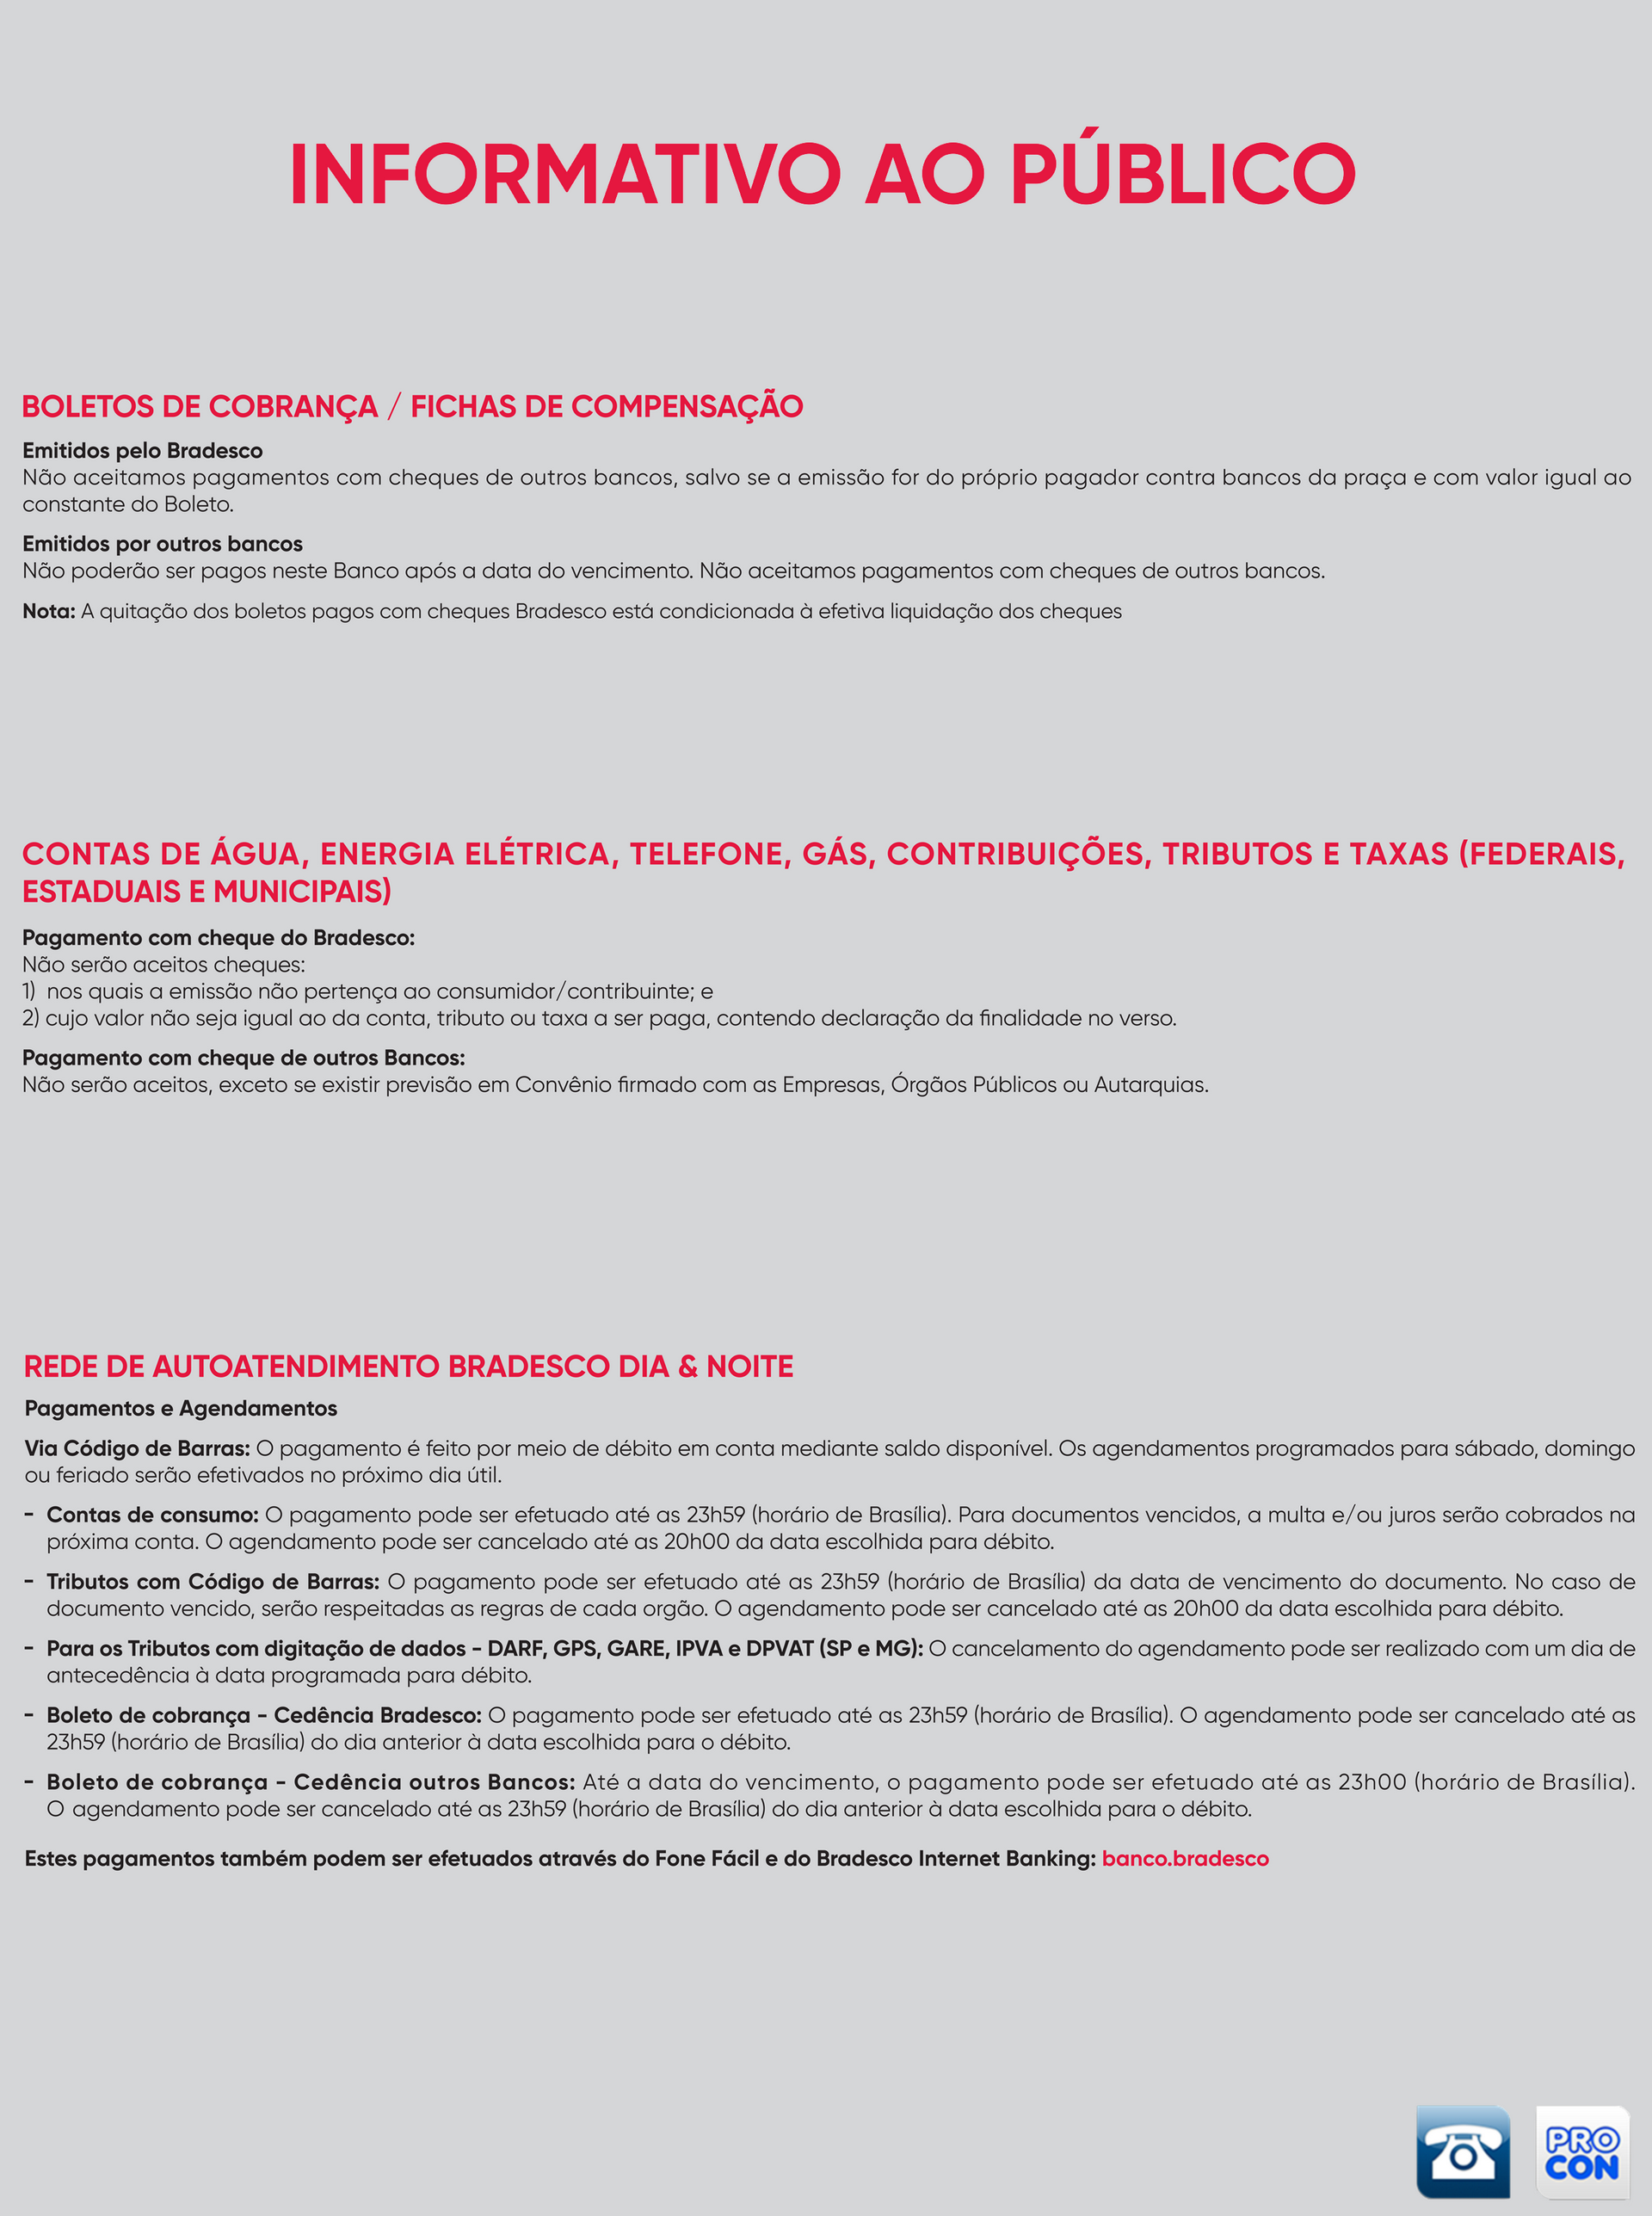 INFORMATIVO AO PÚBLICO
BOLETOS DE COBRANÇA / FICHAS DE COMPENSAÇÃO
Emitidos pelo Bradesco
Não aceitamos pagamentos com cheques de outros bancos, salvo se a emissão for do próprio pagador contra bancos da praça e com valor igual ao
constante do Boleto.
Emitidos por outros bancos
Não poderão ser pagos neste Banco após a data do vencimento. Não aceitamos pagamentos com cheques de outros bancos.
Nota: A quitação dos boletos pagos com cheques Bradesco está condicionada à efetiva liquidação dos cheques
CONTAS DE ÁGUA, ENERGIA ELÉTRICA, TELEFONE, GÁS, CONTRIBUIÇÕES, TRIBUTOS E TAXAS (FEDERAIS,
ESTADUAIS E MUNICIPAIS)
Pagamento com cheque do Bradesco:
Não serão aceitos cheques:
1) nos quais a emissão não pertença ao consumidor/contribuinte; e
2) cujo valor não seja igual ao da conta, tributo ou taxa a ser paga, contendo declaração da finalidade no verso.
Pagamento com cheque de outros Bancos:
Não serão aceitos, exceto se existir previsão em Convênio firmado com as Empresas, Órgãos Públicos ou Autarquias.
REDE DE AUTOATENDIMENTO BRADESCO DIA & NOITE
Pagamentos e Agendamentos
Via Código de Barras: O pagamento é feito por meio de débito em conta mediante saldo disponível. Os agendamentos programados para sábado, domingo
ou feriado serão efetivados no próximo dia útil.
- Contas de consumo: O pagamento pode ser efetuado até as 23h59 (horário de Brasília). Para documentos vencidos, a multa e/ou juros serão cobrados na
próxima conta. O agendamento pode ser cancelado até as 20h00 da data escolhida para débito.
- Tributos com Código de Barras: O pagamento pode ser efetuado até as 23h59 (horário de Brasília) da data de vencimento do documento. No caso de
documento vencido, serão respeitadas as regras de cada orgão. O agendamento pode ser cancelado até as 20h00 da data escolhida para débito.
- Para os Tributos com digitação de dados - DARF, GPS, GARE, IPVA e DPVAT (SP e MG): O cancelamento do agendamento pode ser realizado com um dia de
antecedência à data programada para débito.
- Boleto de cobrança - Cedência Bradesco: O pagamento pode ser efetuado até as 23h59 (horário de Brasília). O agendamento pode ser cancelado até as
23h59 (horário de Brasília) do dia anterior à data escolhida para o débito.
- Boleto de cobrança - Cedência outros Bancos: Até a data do vencimento, o pagamento pode ser efetuado até as 23h00 (horário de Brasília).
O agendamento pode ser cancelado até as 23h59 (horário de Brasília) do dia anterior à data escolhida para o débito.
Estes pagamentos também podem ser efetuados através do Fone Fácil e do Bradesco Internet Banking: banco.bradesco
PRO
CON